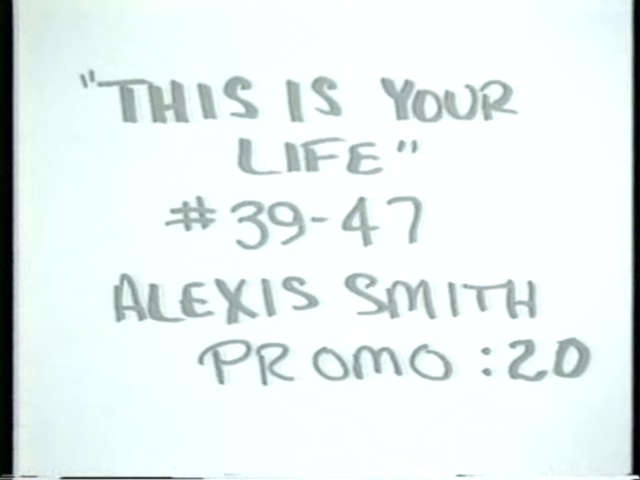 "THIS IS YOUR
LIFE"
#39-47
ALEXIS SMITH
PROMO :20